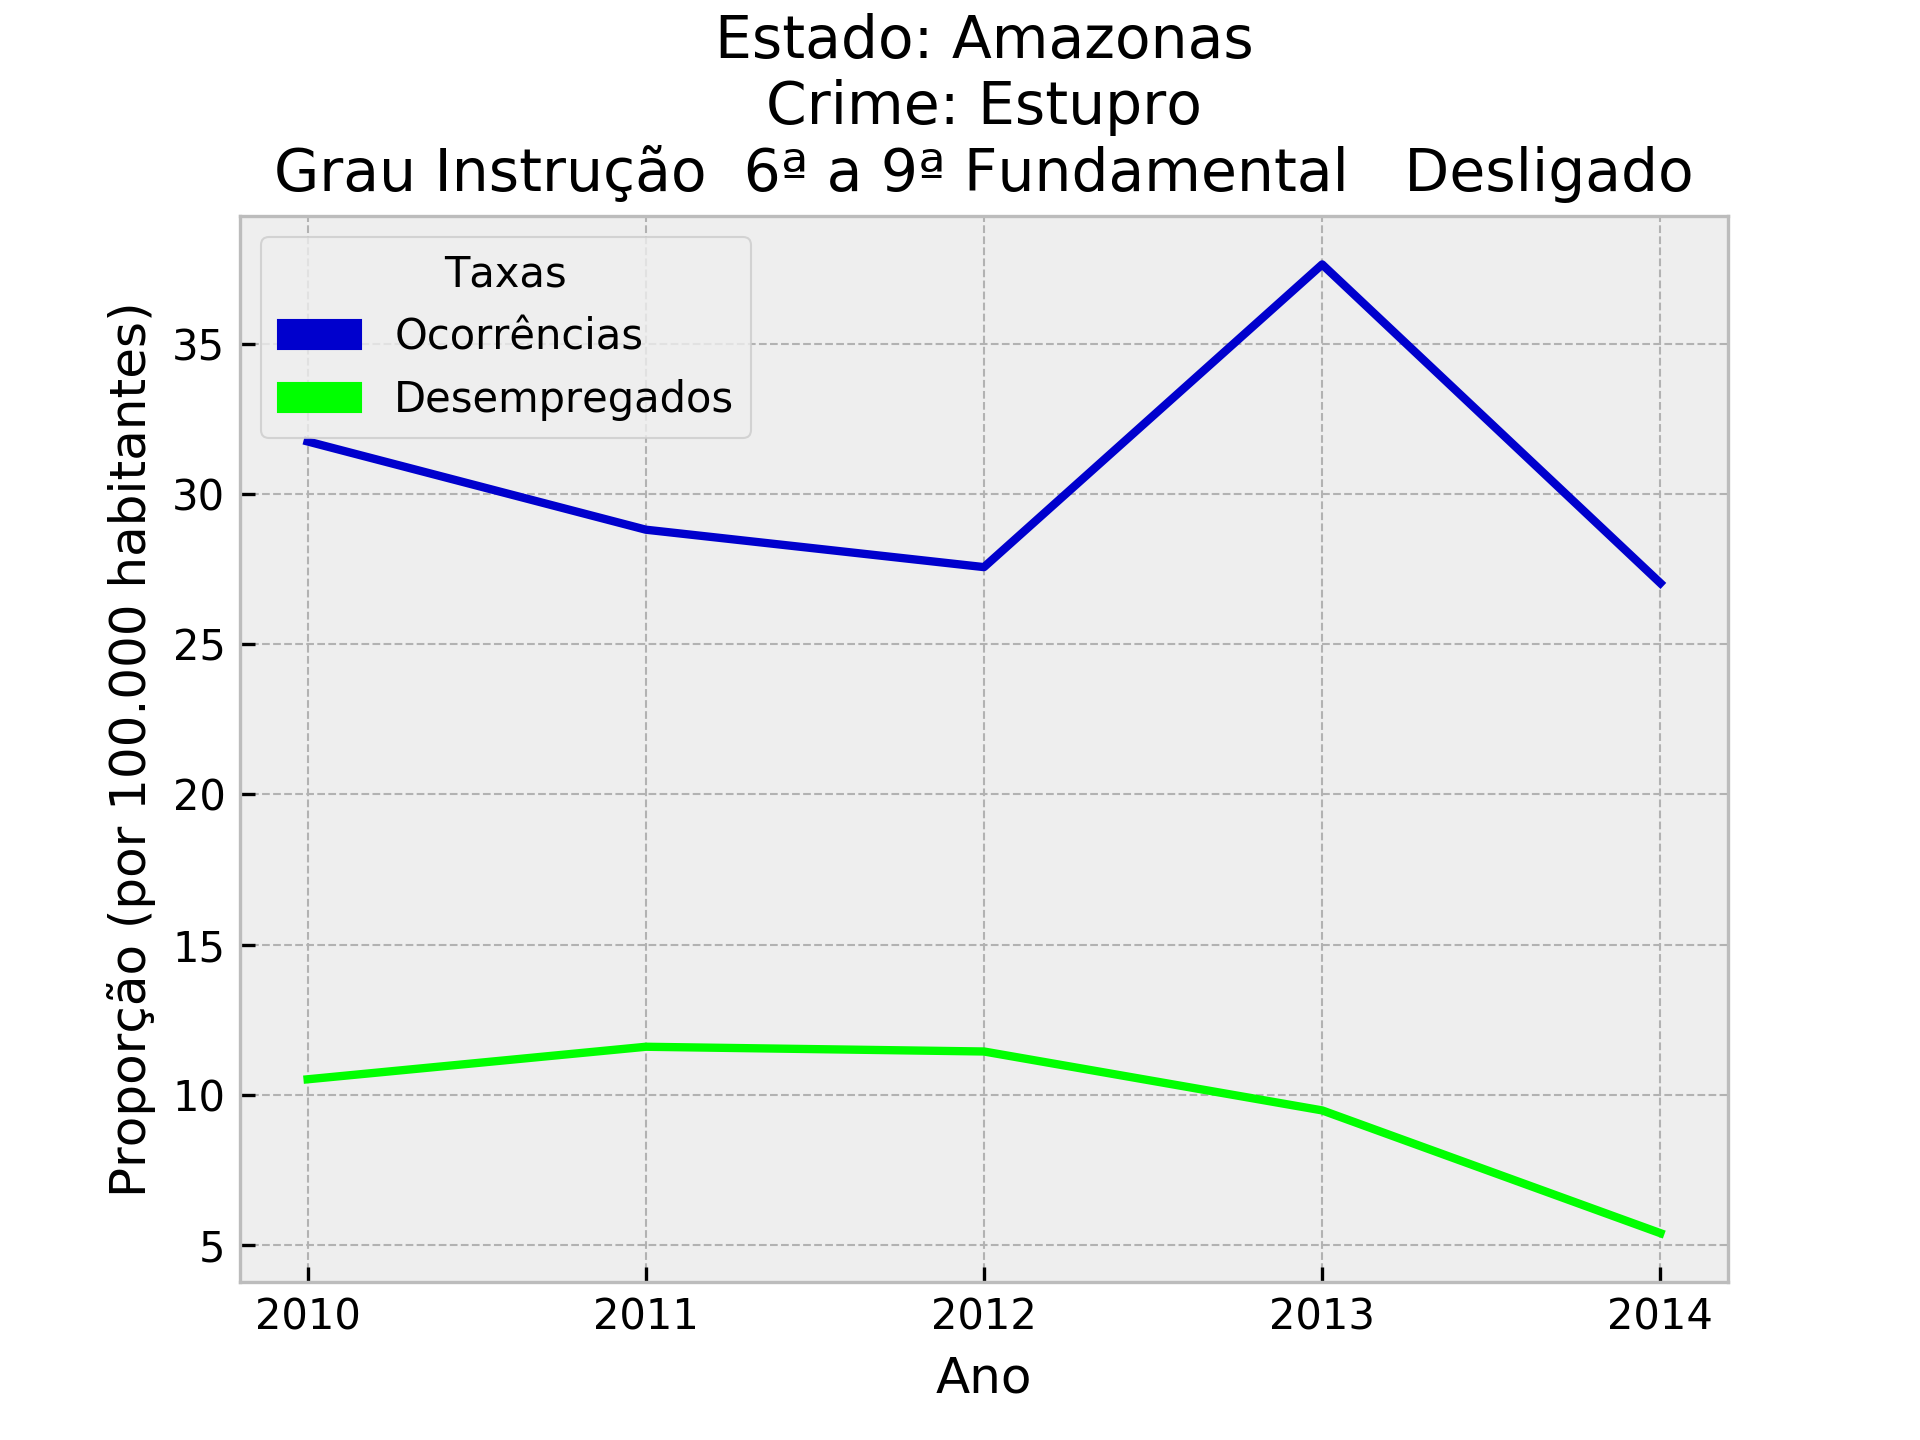 Estado: Amazonas
Crime: Estupro
Grau Instrução  6ª a 9ª Fundamental   Desligado
Taxas
Ocorrências
Desempregados
Proporção (por 100.000 habitantes)
35
30
25
20
15
10
5
2010 2011 2012 2013 2014
Ano